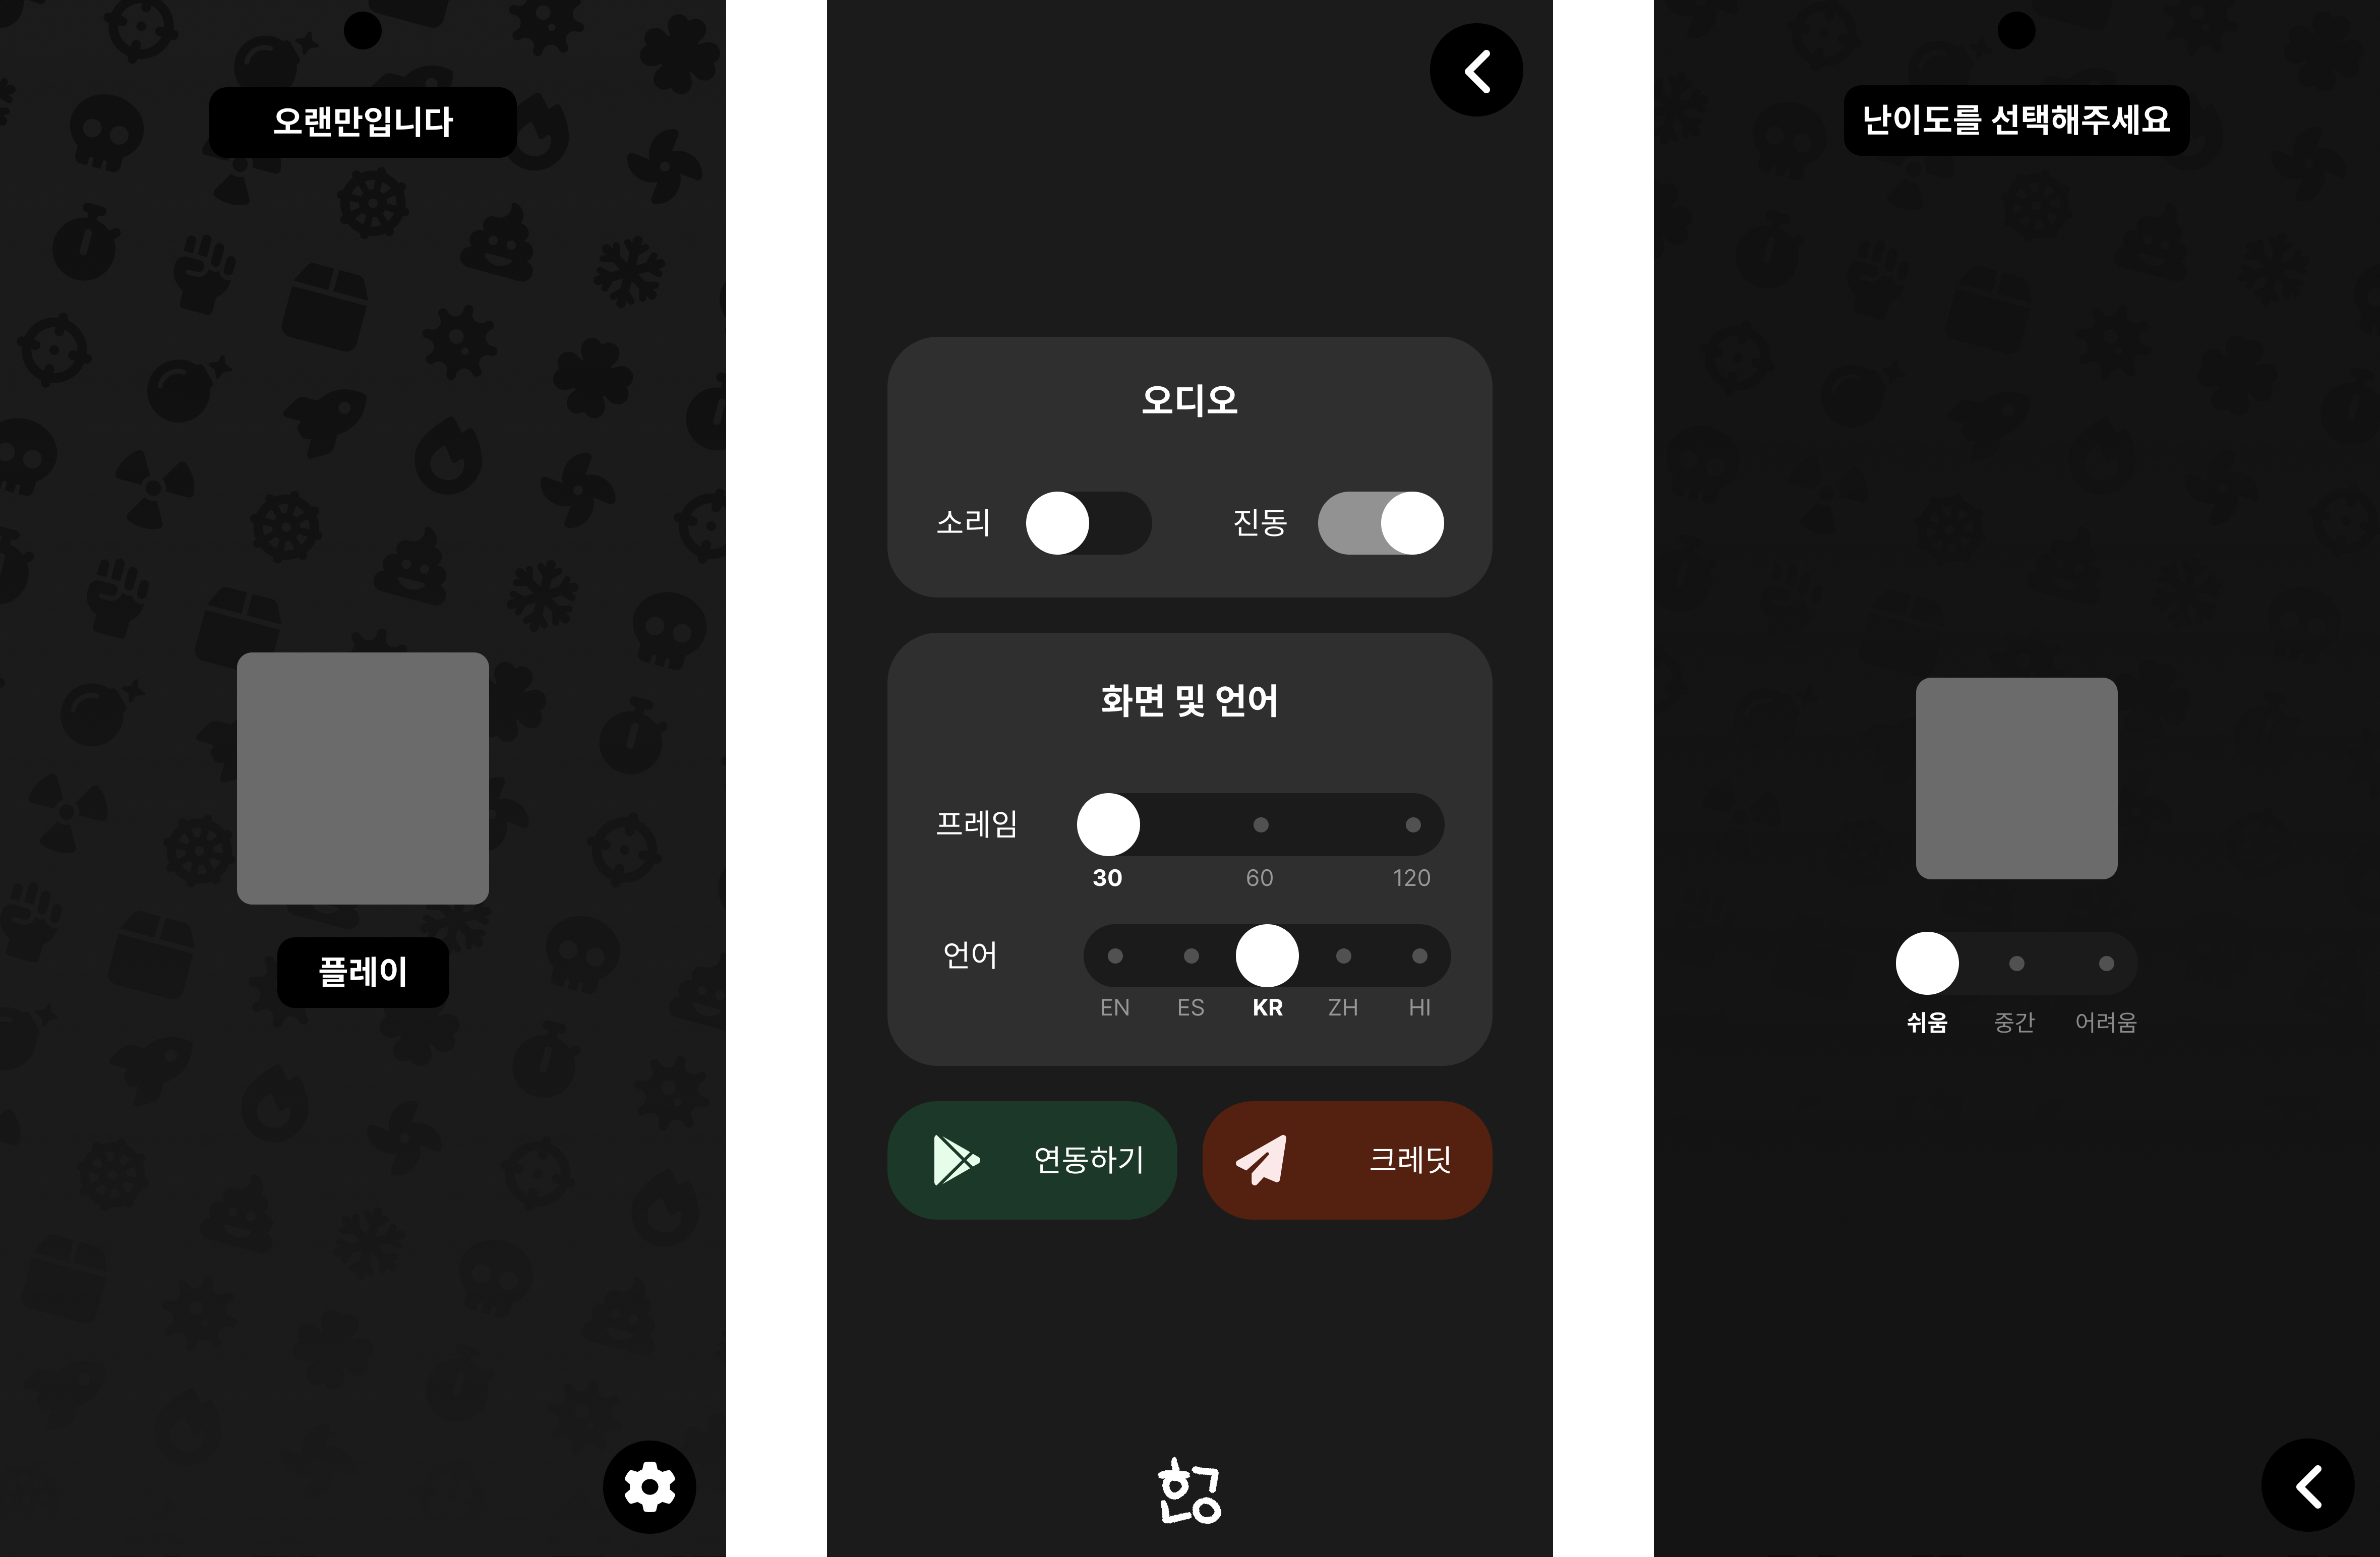 오랜만입니다
플레이
오디오
소리 진동
화면 및 언어
프레임
30 60 120
언어
EN ES KR ZH HI
연동하기 크레딧
난이도를 선택해주세요
쉬움 중간 어려움